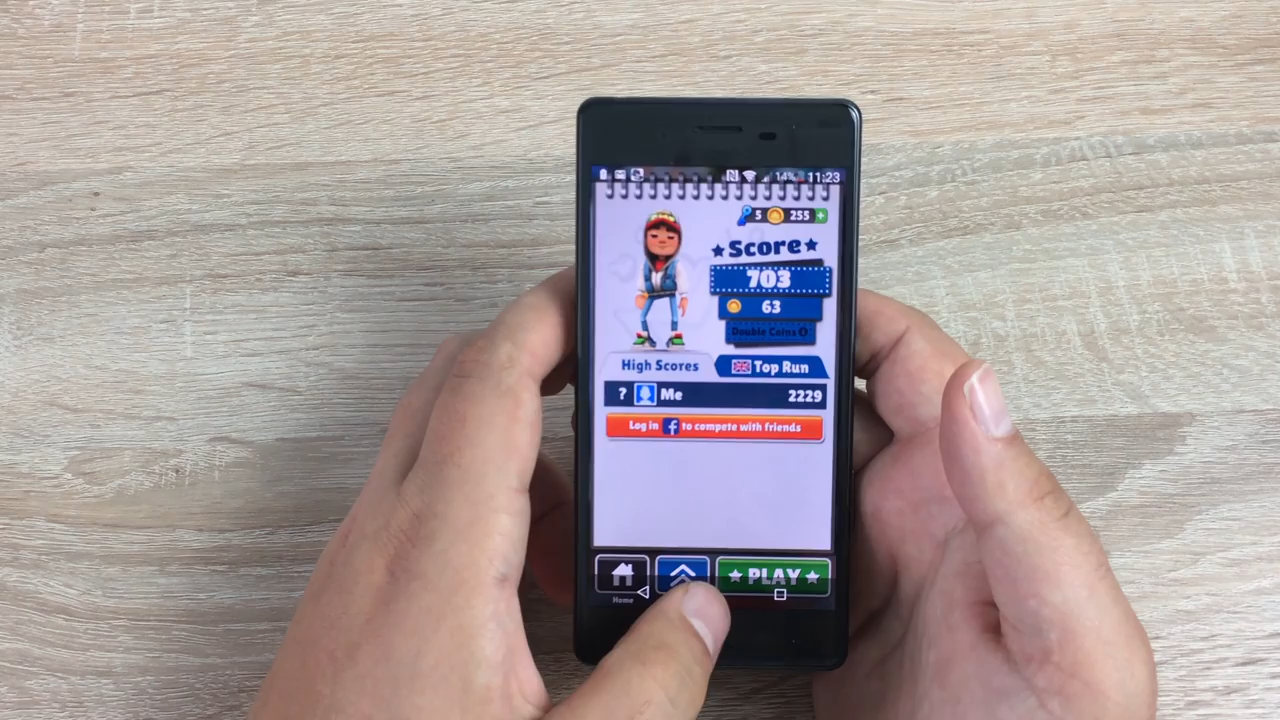 14% 11:23
5 255 +
Score
703
63
Double Coins
High Scores
Top Run
? Me 2229
Log in f to compete with friends
PLAY
Home